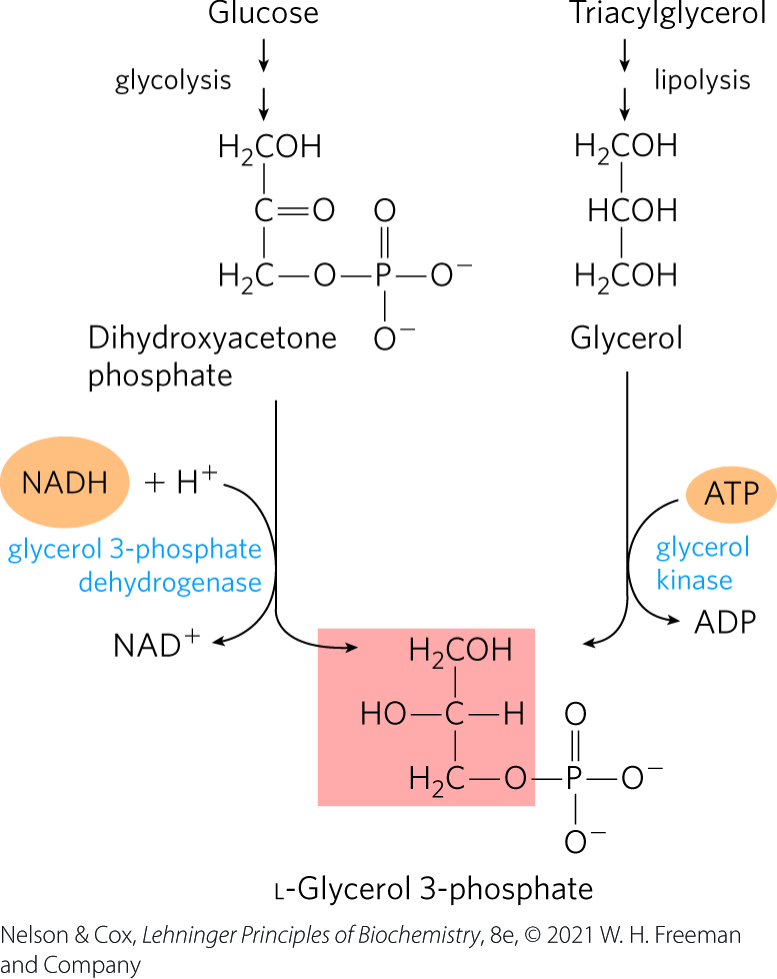 Glucose
Triacylglycerol
glycolysis
lipolysis
H₂COH
C=O O
H₂C—O—P—O⁻
O⁻
Dihydroxyacetone
phosphate
H₂COH
HCOH
H₂COH
Glycerol
NADH + H⁺
glycerol 3-phosphate
dehydrogenase
NAD⁺
ATP
glycerol
kinase
ADP
H₂COH
HO—C—H O
H₂C—O—P—O⁻
O⁻
L-Glycerol 3-phosphate
Nelson & Cox, Lehninger Principles of Biochemistry, 8e, © 2021 W. H. Freeman
and Company